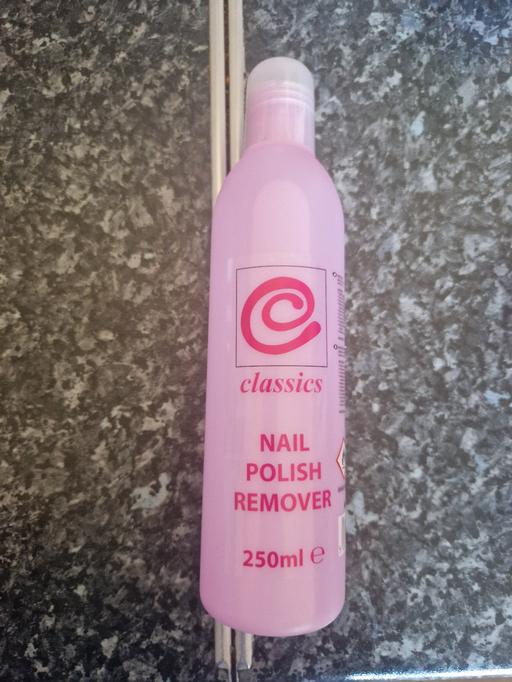 classics
NAIL
POLISH
REMOVER
250ml ℮